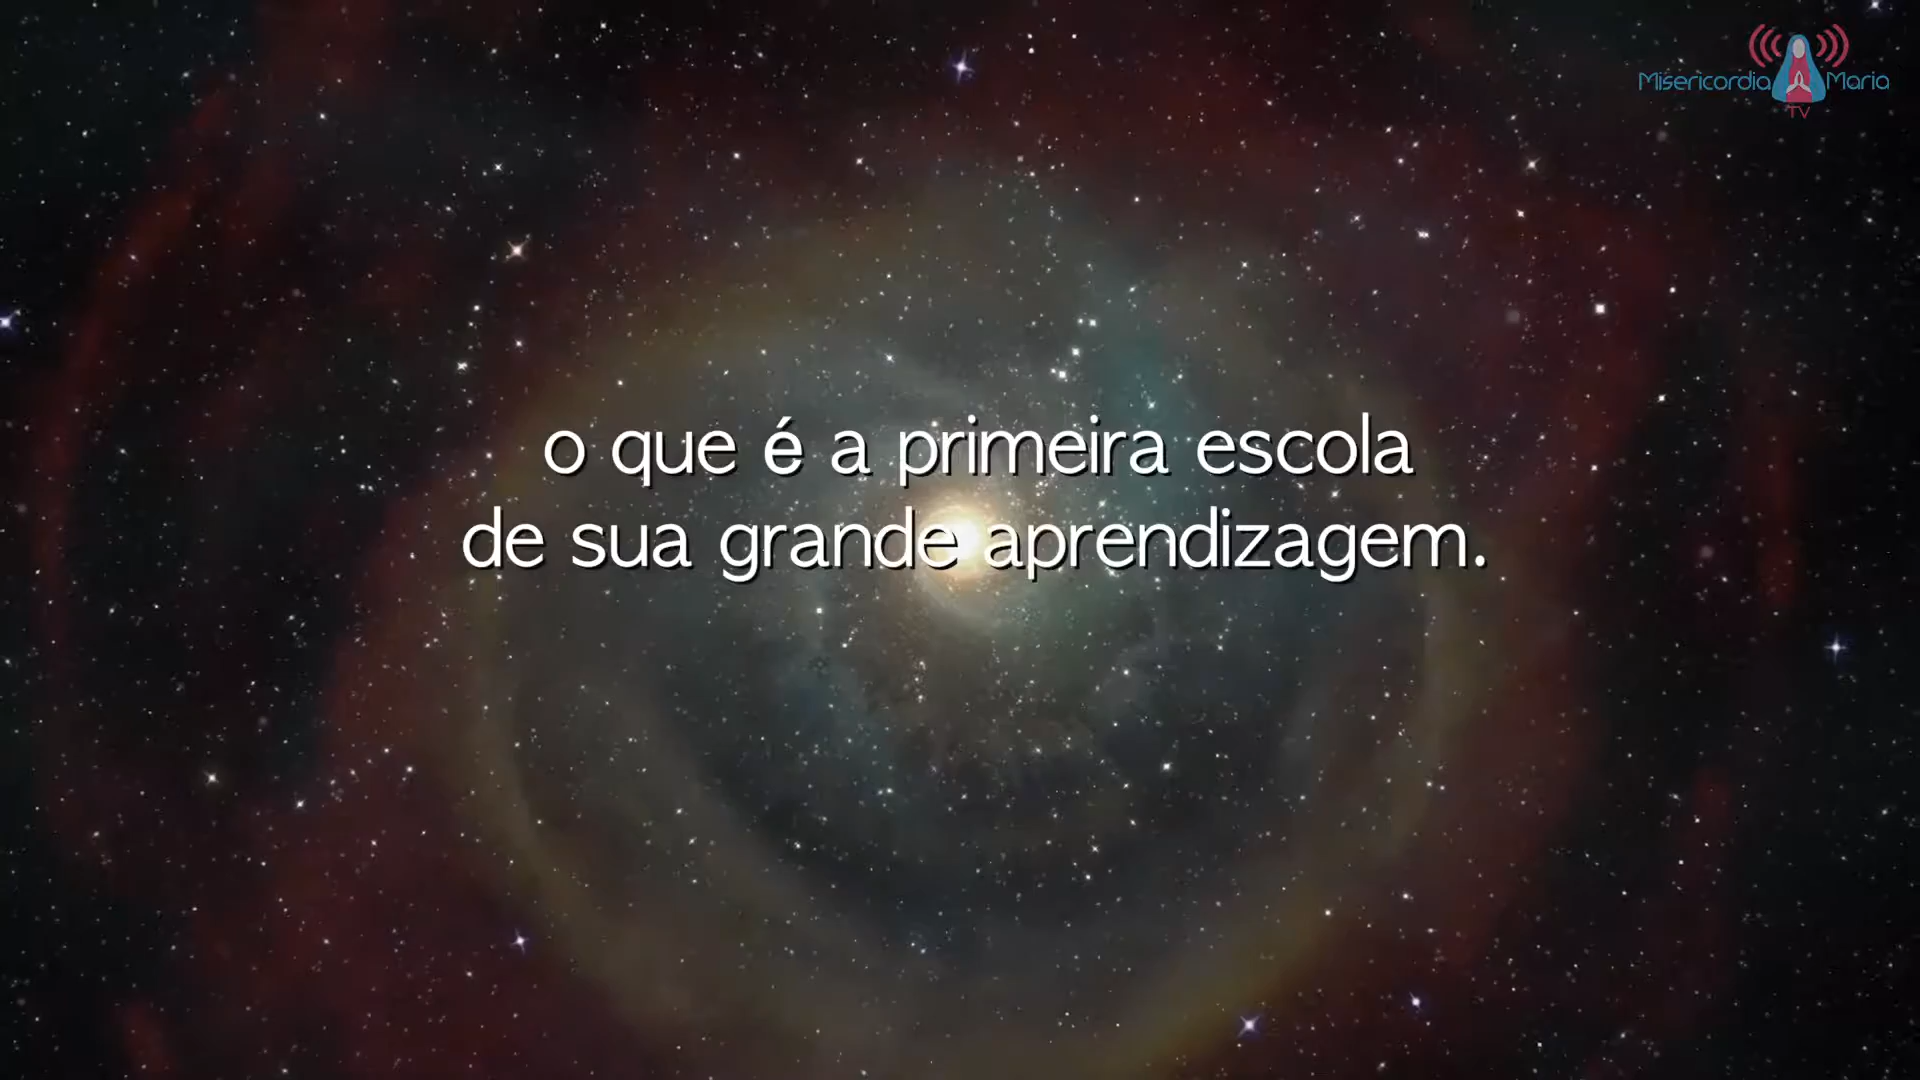 Misericordia Maria
TV
o que é a primeira escola
de sua grande aprendizagem.